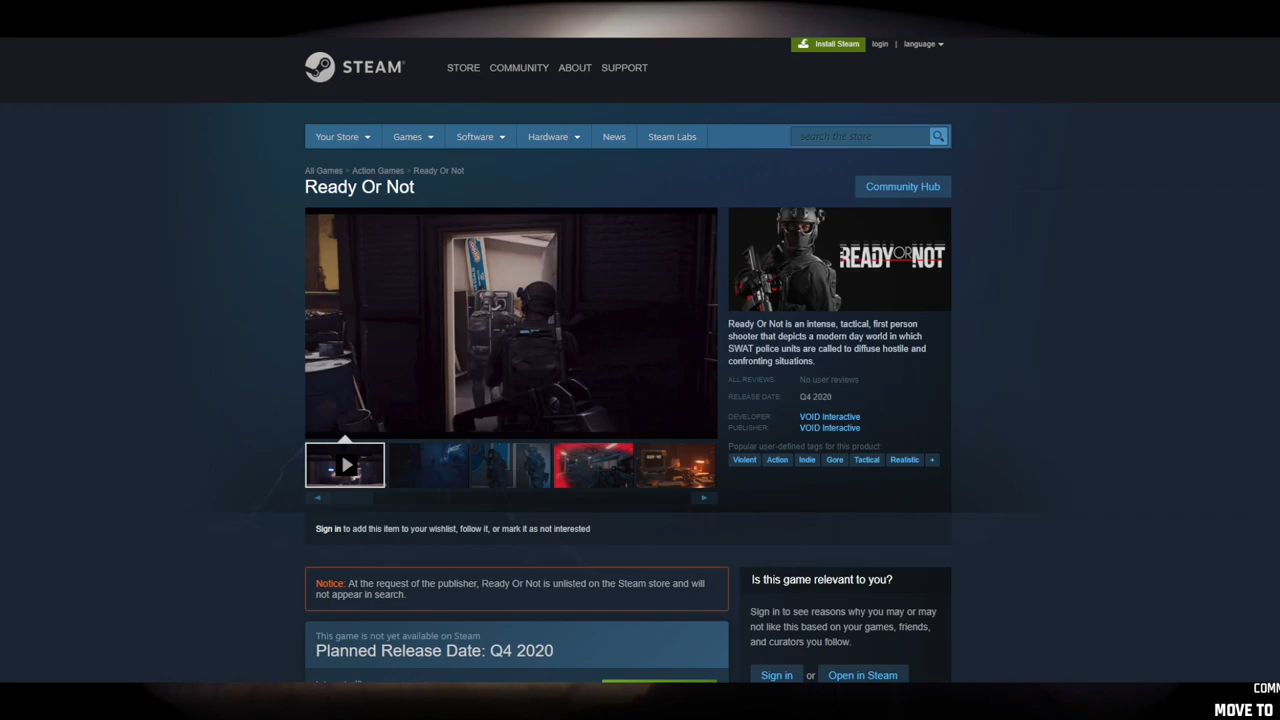 Install Steam login | language
STEAM®
STORE COMMUNITY ABOUT SUPPORT
Your Store Games Software Hardware News Steam Labs search the store
All Games > Action Games > Ready Or Not
Ready Or Not
Community Hub
READY OR NOT
Ready Or Not is an intense, tactical, first person
shooter that depicts a modern day world in which
SWAT police units are called to diffuse hostile and
confronting situations.
ALL REVIEWS: No user reviews
RELEASE DATE: Q4 2020
DEVELOPER: VOID Interactive
PUBLISHER: VOID Interactive
Popular user-defined tags for this product:
Violent Action Indie Gore Tactical Realistic +
Sign in to add this item to your wishlist, follow it, or mark it as not interested
Notice: At the request of the publisher, Ready Or Not is unlisted on the Steam store and will
not appear in search.
This game is not yet available on Steam
Planned Release Date: Q4 2020
Is this game relevant to you?
Sign in to see reasons why you may or may
not like this based on your games, friends,
and curators you follow.
Sign in or Open in Steam
COMM
MOVE TO